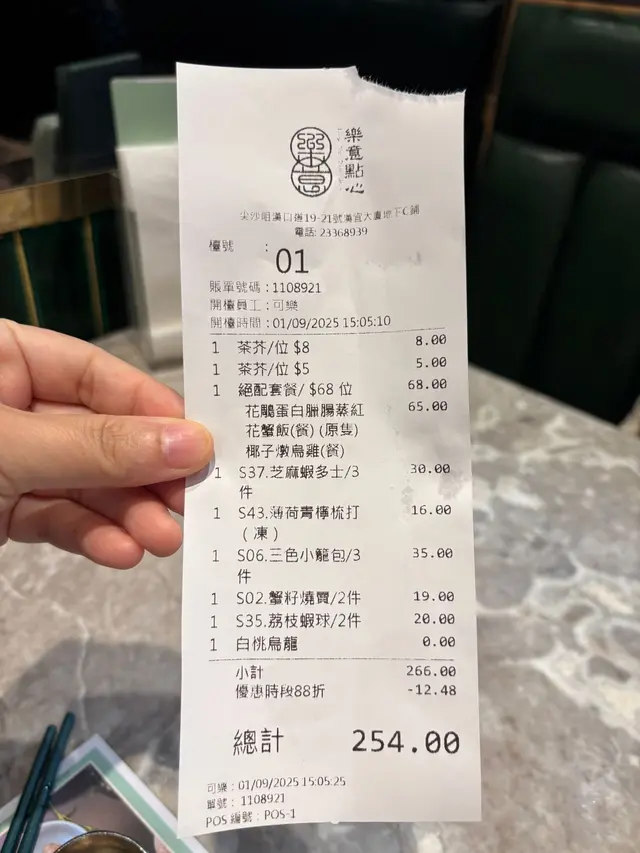 樂意
樂意點心
尖沙咀漢口道19-21號漢宜大廈地下C舖
電話: 23368939
檯號 :
01
賬單號碼 : 1108921
開檯員工 : 可樂
開檯時間 : 01/09/2025 15:05:10
1 茶芥/位 $8 8.00
1 茶芥/位 $5 5.00
1 絕配套餐/ $68 位 68.00
花雕蛋白臘腸蒸紅 65.00
花蟹飯(餐) (原隻)
椰子燉烏雞(餐)
1 S37.芝麻蝦多士/3 30.00
件
1 S43.薄荷青檸梳打 16.00
(凍)
1 S06.三色小籠包/3 35.00
件
1 S02.蟹籽燒賣/2件 19.00
1 S35.荔枝蝦球/2件 20.00
1 白桃烏龍 0.00
小計 266.00
優惠時段88折 -12.48
總計 254.00
可樂 : 01/09/2025 15:05:25
單號 : 1108921
POS 編號 : POS-1